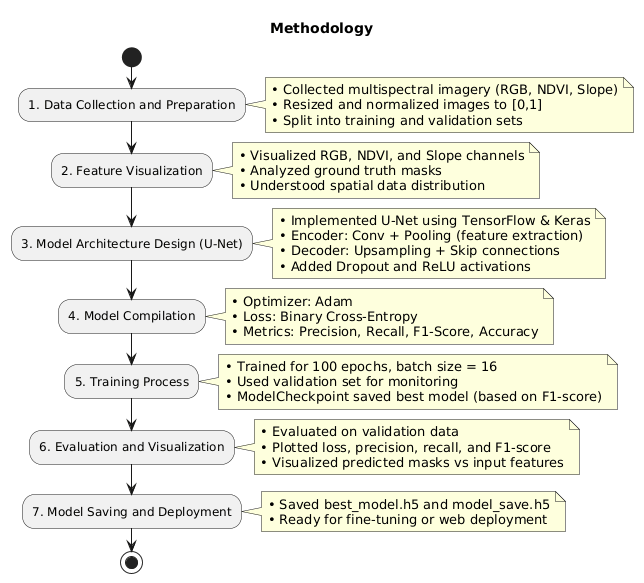 Methodology
1. Data Collection and Preparation
• Collected multispectral imagery (RGB, NDVI, Slope)
• Resized and normalized images to [0,1]
• Split into training and validation sets
2. Feature Visualization
• Visualized RGB, NDVI, and Slope channels
• Analyzed ground truth masks
• Understood spatial data distribution
3. Model Architecture Design (U-Net)
• Implemented U-Net using TensorFlow & Keras
• Encoder: Conv + Pooling (feature extraction)
• Decoder: Upsampling + Skip connections
• Added Dropout and ReLU activations
4. Model Compilation
• Optimizer: Adam
• Loss: Binary Cross-Entropy
• Metrics: Precision, Recall, F1-Score, Accuracy
5. Training Process
• Trained for 100 epochs, batch size = 16
• Used validation set for monitoring
• ModelCheckpoint saved best model (based on F1-score)
6. Evaluation and Visualization
• Evaluated on validation data
• Plotted loss, precision, recall, and F1-score
• Visualized predicted masks vs input features
7. Model Saving and Deployment
• Saved best_model.h5 and model_save.h5
• Ready for fine-tuning or web deployment